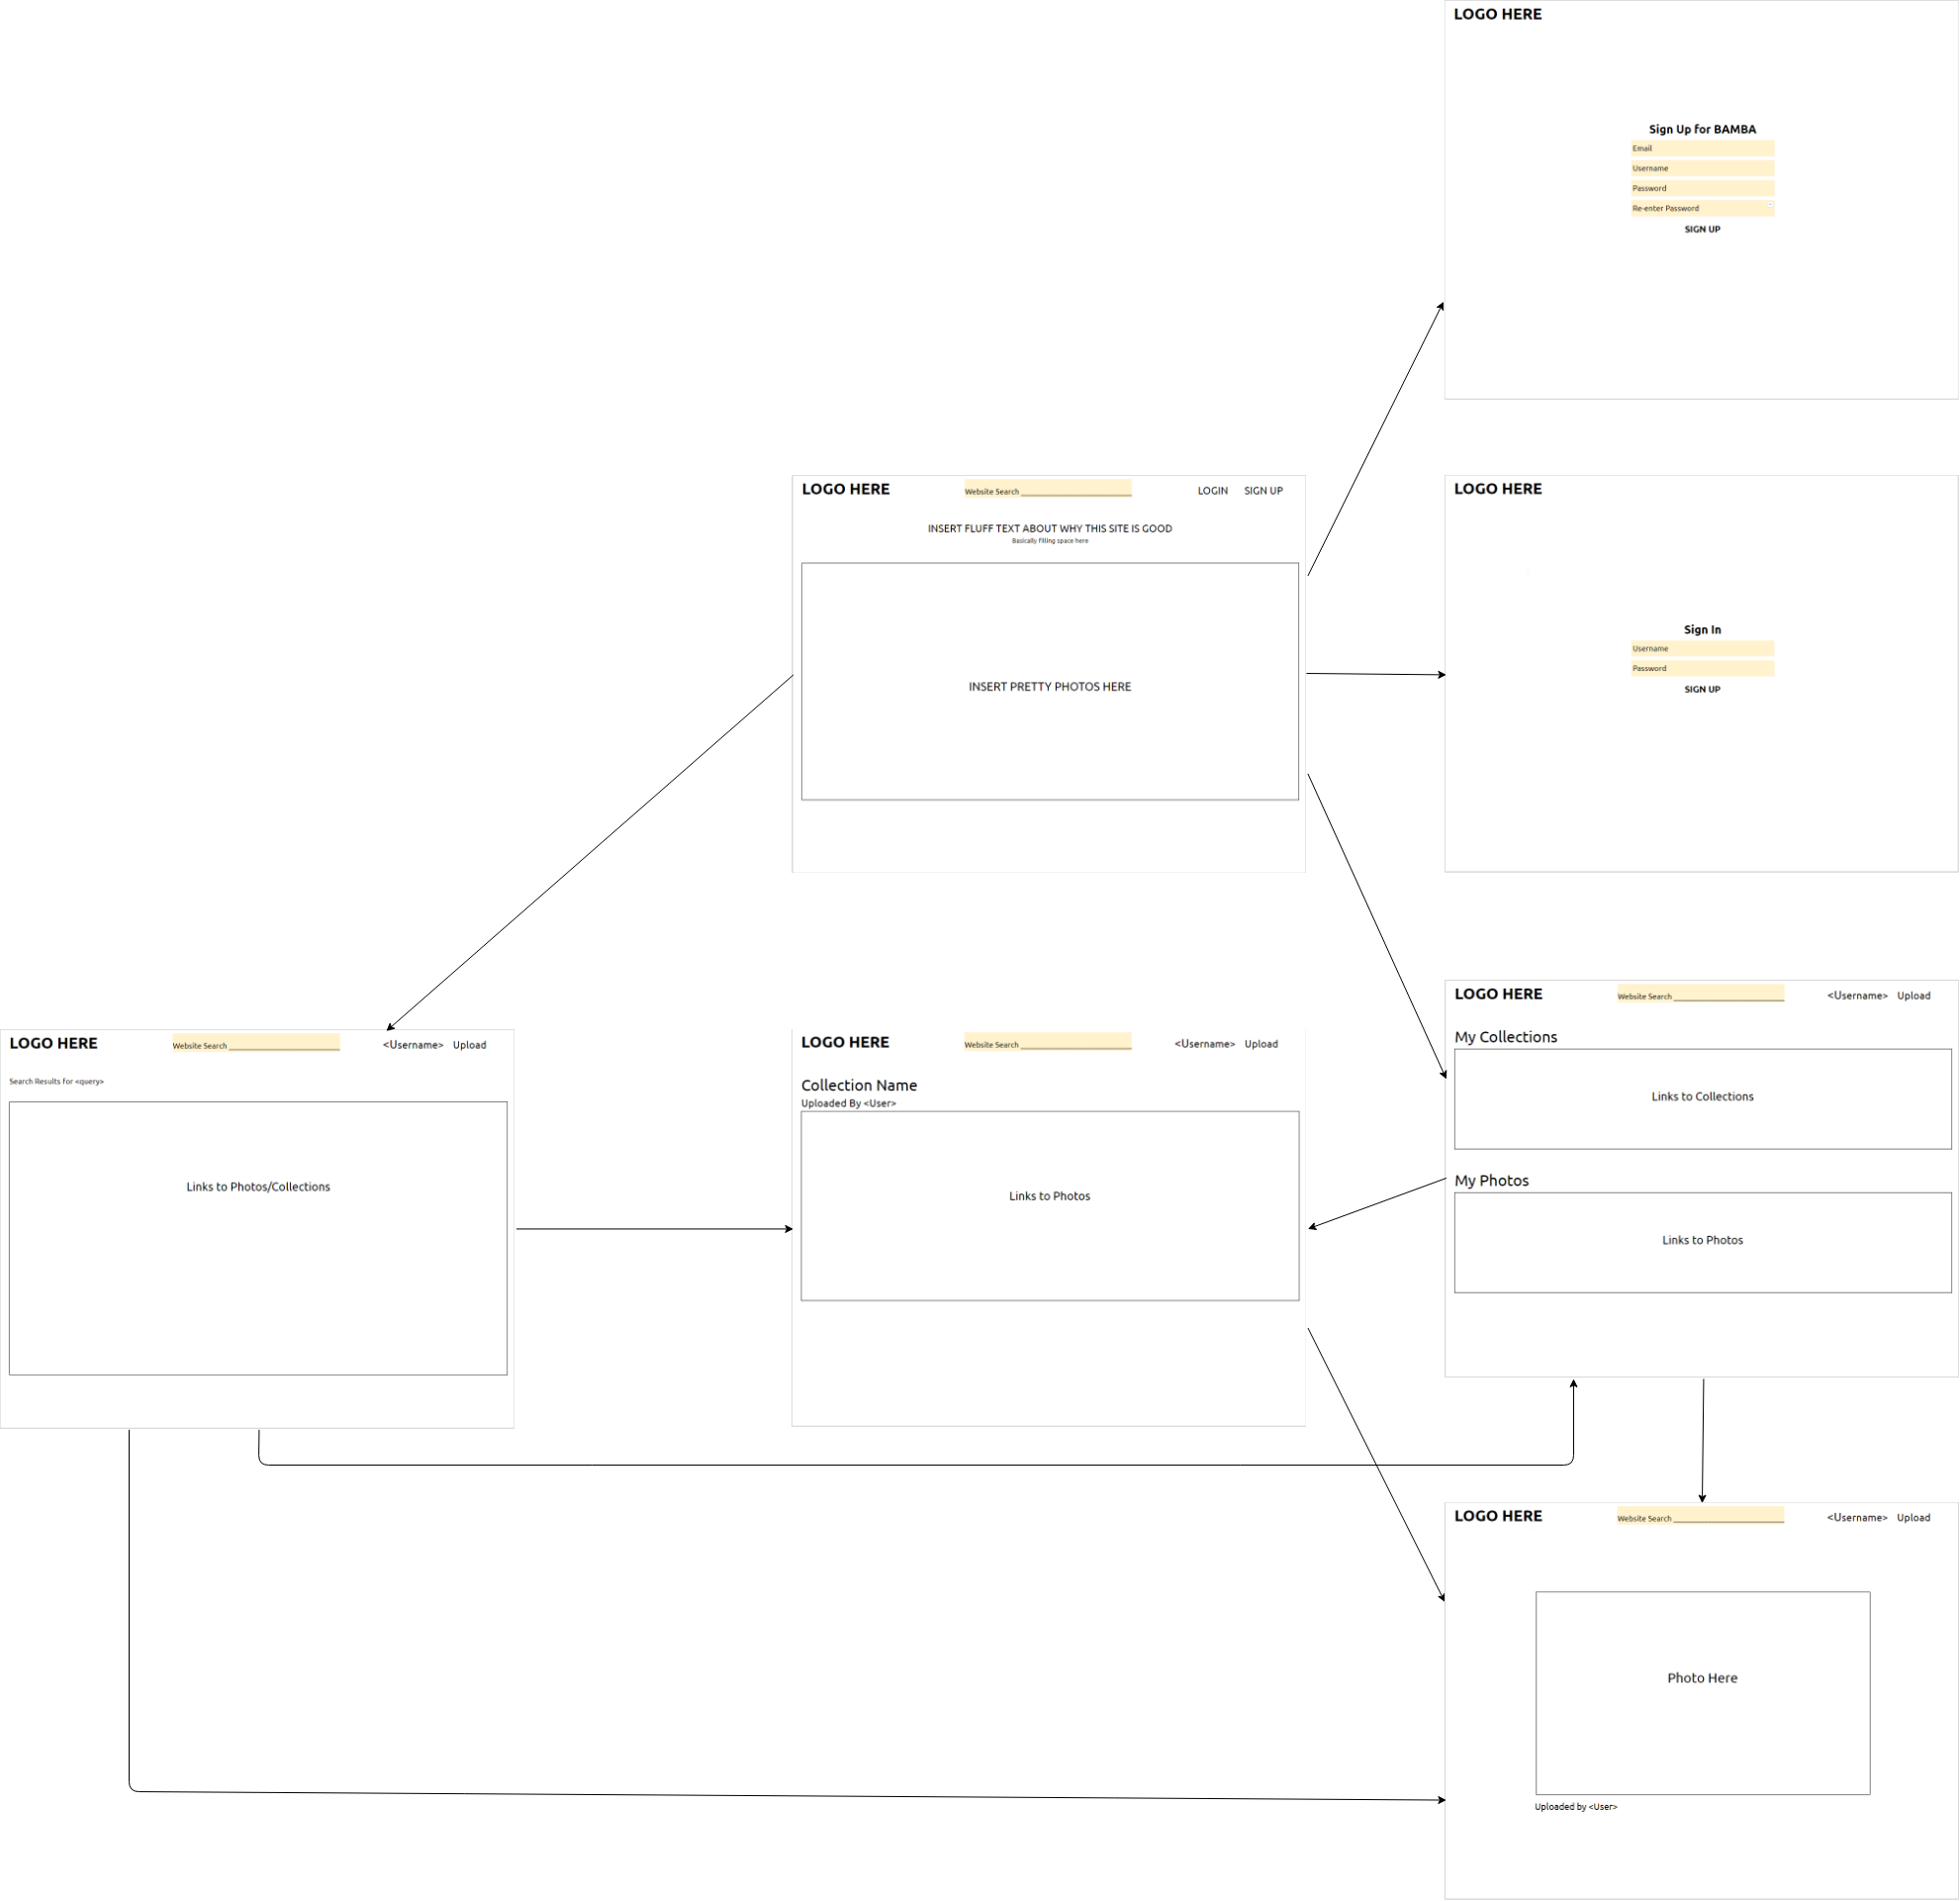 LOGO HERE
Sign Up for BAMBA
Email
Username
Password
Re-enter Password
SIGN UP
LOGO HERE
Website Search
LOGIN SIGN UP
INSERT FLUFF TEXT ABOUT WHY THIS SITE IS GOOD
Basically filling space here
INSERT PRETTY PHOTOS HERE
LOGO HERE
Sign In
Username
Password
SIGN UP
LOGO HERE
Website Search
<Username> Upload
Search Results for <query>
Links to Photos/Collections
LOGO HERE
Website Search
<Username> Upload
Collection Name
Uploaded By <User>
Links to Photos
LOGO HERE
Website Search
<Username> Upload
My Collections
Links to Collections
My Photos
Links to Photos
LOGO HERE
Website Search
<Username> Upload
Photo Here
Uploaded by <User>